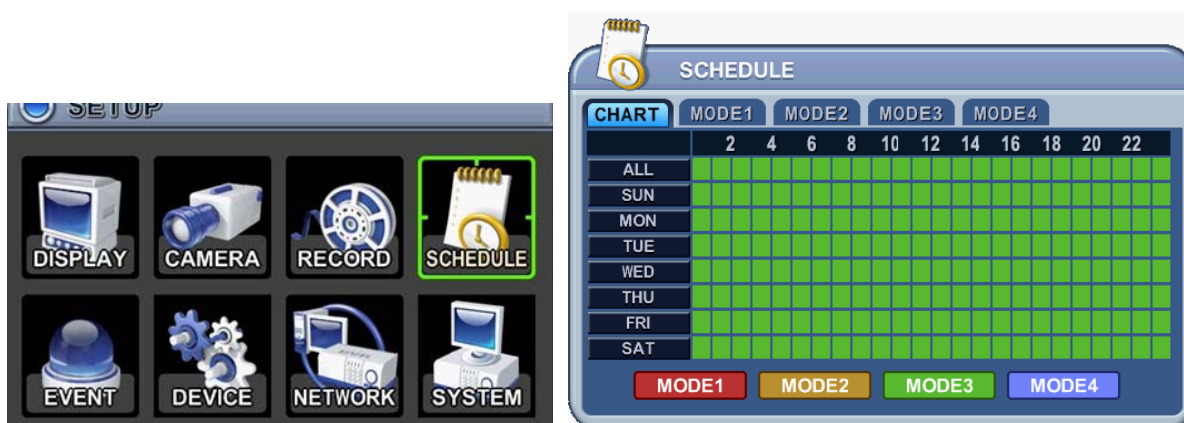 SETUP
DISPLAY CAMERA RECORD SCHEDULE
EVENT DEVICE NETWORK SYSTEM
SCHEDULE
CHART MODE1 MODE2 MODE3 MODE4
2 4 6 8 10 12 14 16 18 20 22
ALL
SUN
MON
TUE
WED
THU
FRI
SAT
MODE1 MODE2 MODE3 MODE4